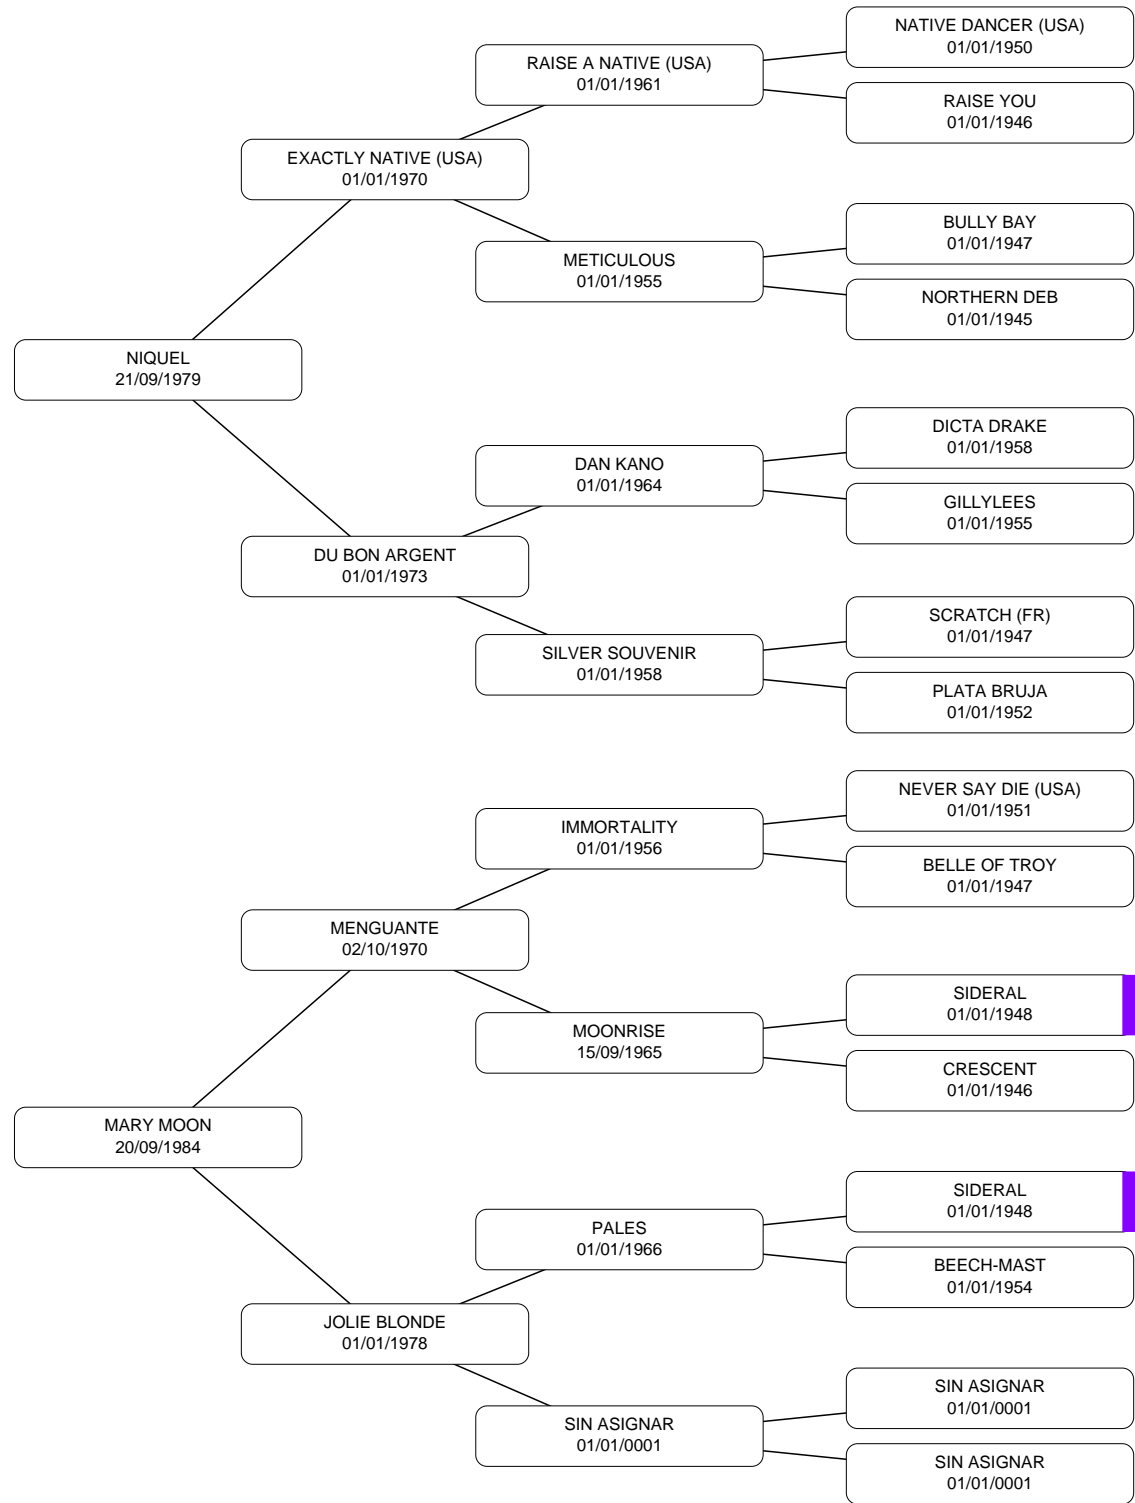 NATIVE DANCER (USA)
01/01/1950
RAISE A NATIVE (USA)
01/01/1961
RAISE YOU
01/01/1946
EXACTLY NATIVE (USA)
01/01/1970
BULLY BAY
01/01/1947
METICULOUS
01/01/1955
NORTHERN DEB
01/01/1945
NIQUEL
21/09/1979
DICTA DRAKE
01/01/1958
DAN KANO
01/01/1964
GILLYLEES
01/01/1955
DU BON ARGENT
01/01/1973
SCRATCH (FR)
01/01/1947
SILVER SOUVENIR
01/01/1958
PLATA BRUJA
01/01/1952
NEVER SAY DIE (USA)
01/01/1951
IMMORTALITY
01/01/1956
BELLE OF TROY
01/01/1947
MENGUANTE
02/10/1970
SIDERAL
01/01/1948
MOONRISE
15/09/1965
CRESCENT
01/01/1946
MARY MOON
20/09/1984
SIDERAL
01/01/1948
PALES
01/01/1966
BEECH-MAST
01/01/1954
JOLIE BLONDE
01/01/1978
SIN ASIGNAR
01/01/0001
SIN ASIGNAR
01/01/0001
SIN ASIGNAR
01/01/0001